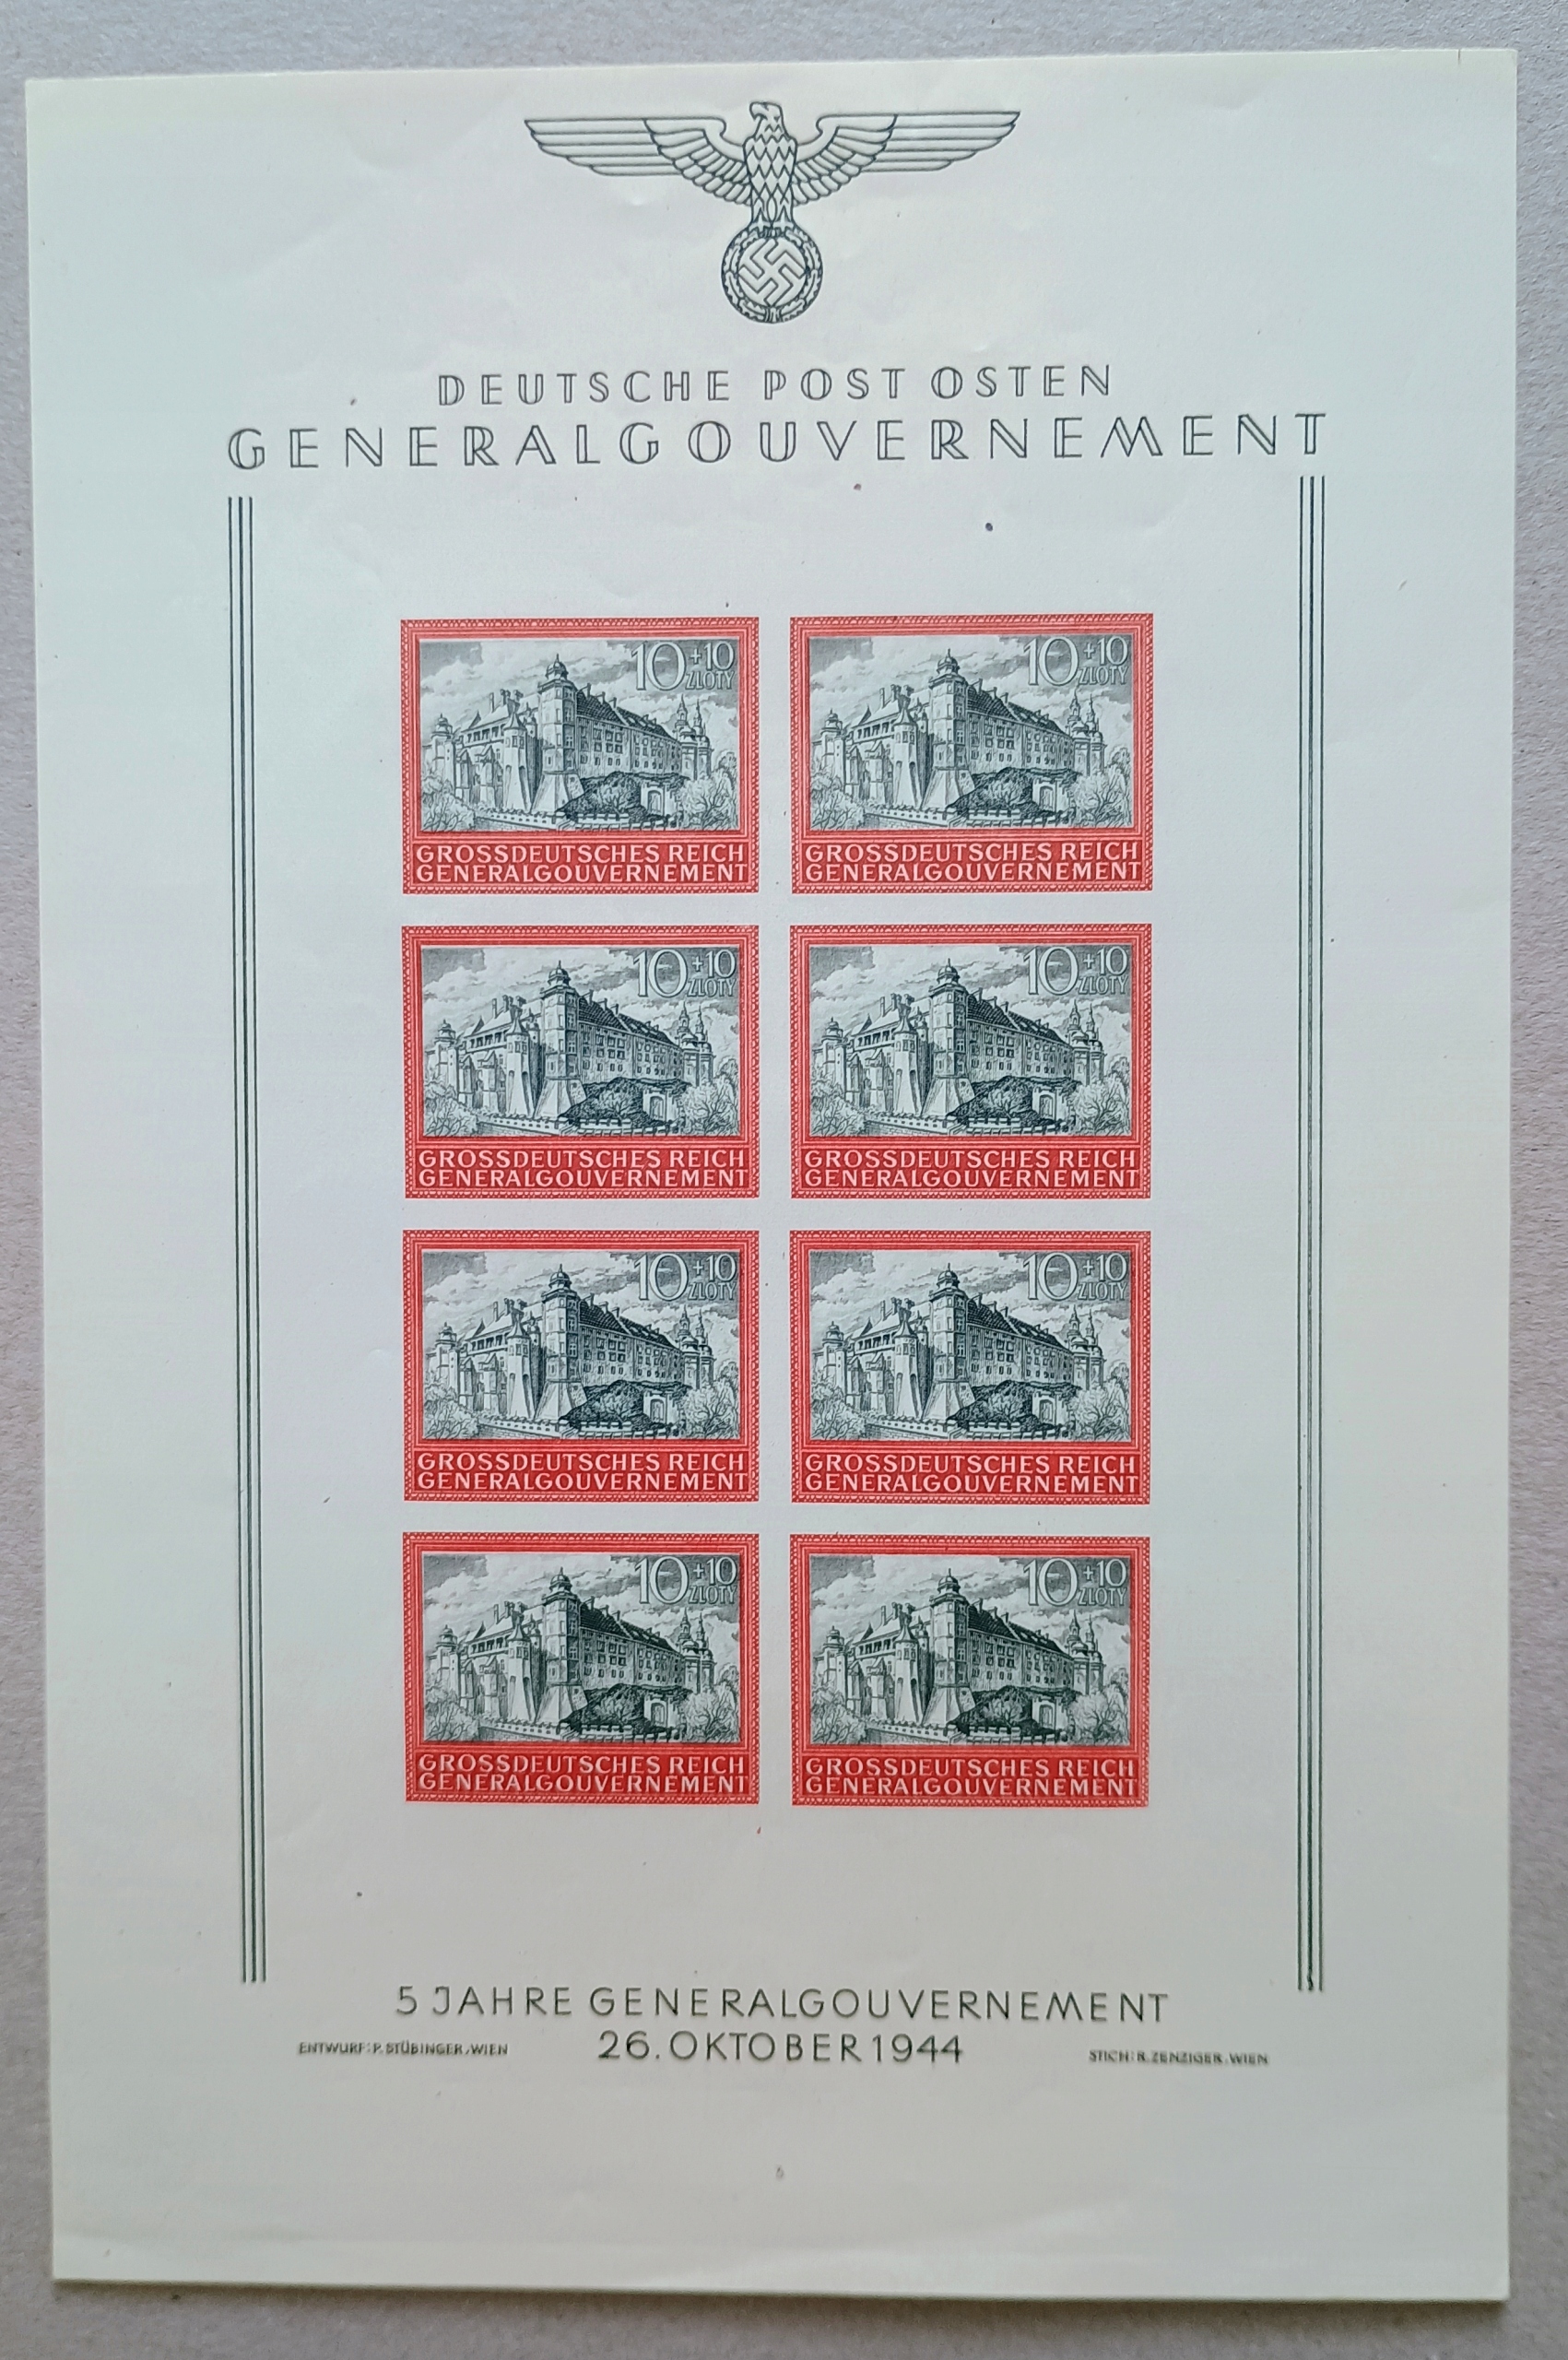 DEUTSCHE POST OSTEN
GENERALGOUVERNEMENT
10+10
ZLOTY
GROSSDEUTSCHES REICH
GENERALGOUVERNEMENT
10+10
ZLOTY
GROSSDEUTSCHES REICH
GENERALGOUVERNEMENT
10+10
ZLOTY
GROSSDEUTSCHES REICH
GENERALGOUVERNEMENT
10+10
ZLOTY
GROSSDEUTSCHES REICH
GENERALGOUVERNEMENT
10+10
ZLOTY
GROSSDEUTSCHES REICH
GENERALGOUVERNEMENT
10+10
ZLOTY
GROSSDEUTSCHES REICH
GENERALGOUVERNEMENT
10+10
ZLOTY
GROSSDEUTSCHES REICH
GENERALGOUVERNEMENT
10+10
ZLOTY
GROSSDEUTSCHES REICH
GENERALGOUVERNEMENT
5 JAHRE GENERALGOUVERNEMENT
26. OKTOBER 1944
ENTWURF: P. STÜBINGER, WIEN
STICH: R. ZENZIGER, WIEN